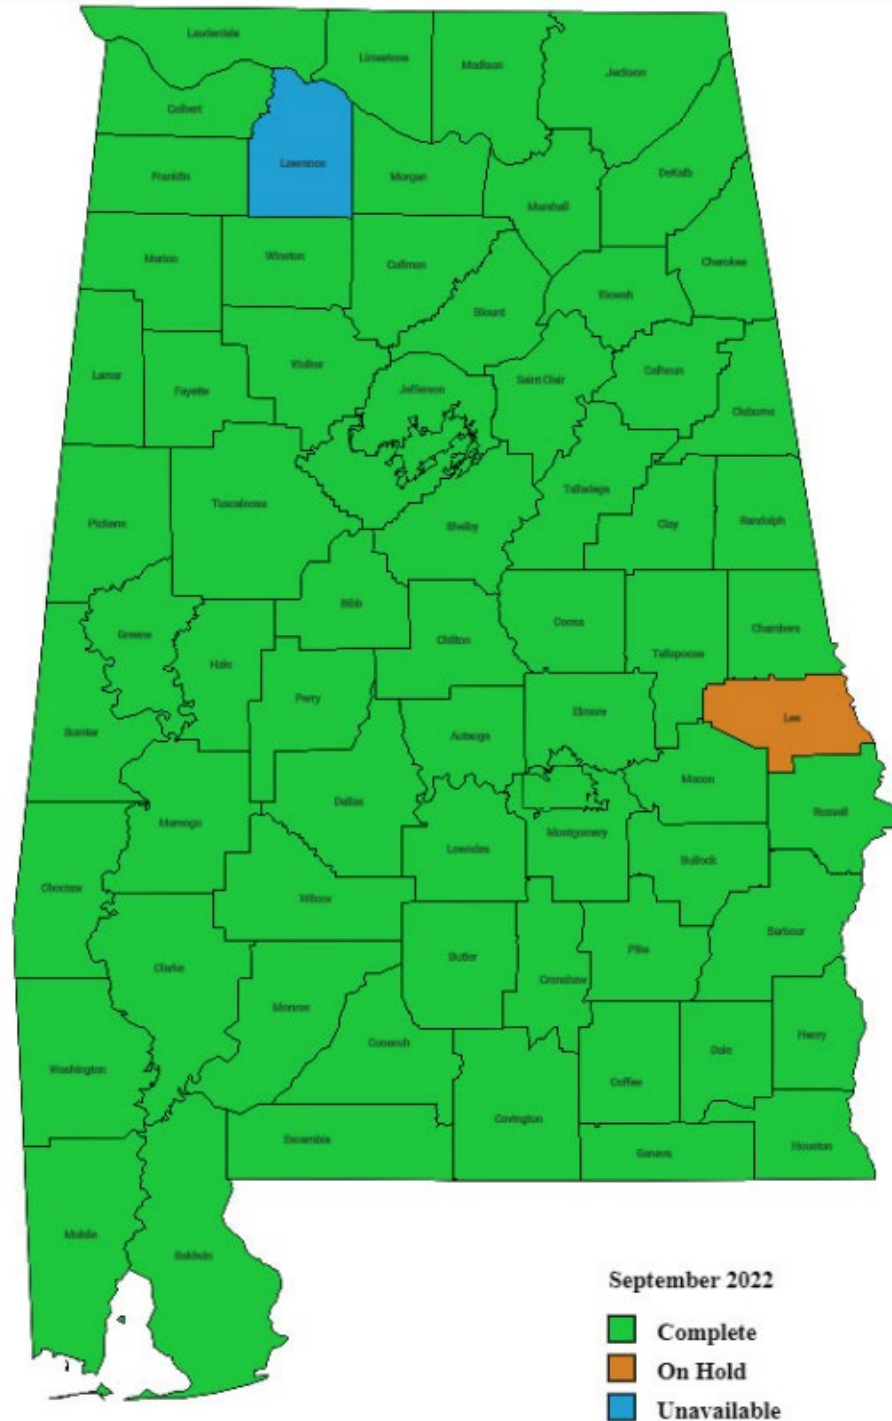 Lauderdale
Limestone
Madison
Jackson
Colbert
Lawrence
Franklin
Morgan
DeKalb
Marshall
Marion
Winston
Cullman
Cherokee
Etowah
Blount
Walker
Lamar
Fayette
Jefferson
Saint Clair
Calhoun
Cleburne
Talladega
Tuscaloosa
Pickens
Shelby
Clay
Randolph
Bibb
Greene
Hale
Chilton
Coosa
Tallapoosa
Chambers
Perry
Sumter
Autauga
Elmore
Lee
Macon
Dallas
Marengo
Lowndes
Montgomery
Russell
Bullock
Choctaw
Wilcox
Clarke
Butler
Crenshaw
Pike
Barbour
Monroe
Conecuh
Washington
Coffee
Dale
Henry
Covington
Escambia
Geneva
Houston
Mobile
Baldwin
September 2022
Complete
On Hold
Unavailable